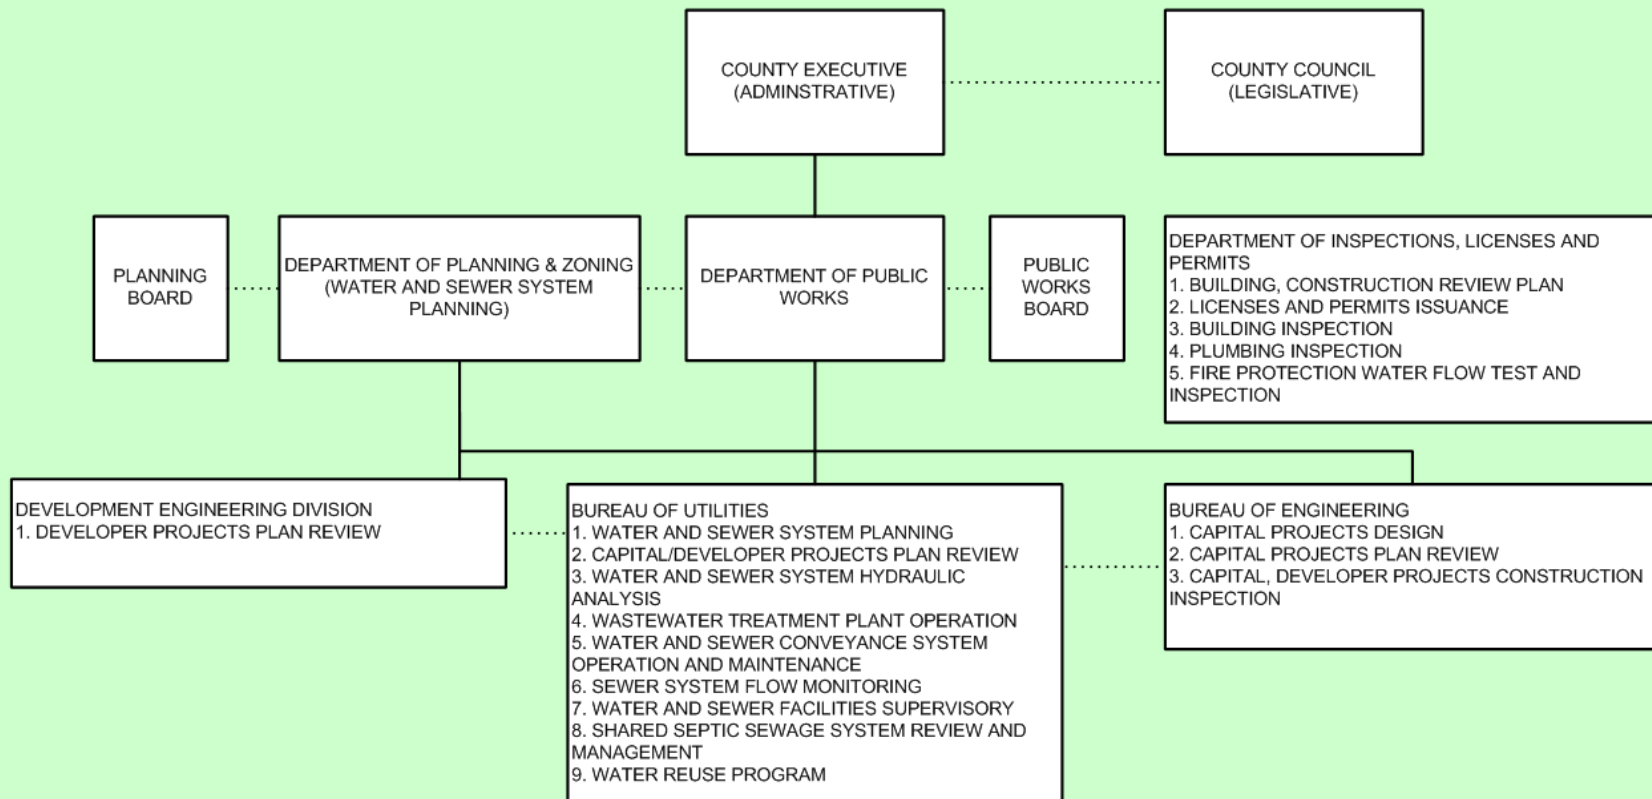 COUNTY EXECUTIVE
(ADMINSTRATIVE)
COUNTY COUNCIL
(LEGISLATIVE)
PLANNING
BOARD
DEPARTMENT OF PLANNING & ZONING
(WATER AND SEWER SYSTEM
PLANNING)
DEPARTMENT OF PUBLIC
WORKS
PUBLIC
WORKS
BOARD
DEPARTMENT OF INSPECTIONS, LICENSES AND
PERMITS
1. BUILDING, CONSTRUCTION REVIEW PLAN
2. LICENSES AND PERMITS ISSUANCE
3. BUILDING INSPECTION
4. PLUMBING INSPECTION
5. FIRE PROTECTION WATER FLOW TEST AND
INSPECTION
DEVELOPMENT ENGINEERING DIVISION
1. DEVELOPER PROJECTS PLAN REVIEW
BUREAU OF UTILITIES
1. WATER AND SEWER SYSTEM PLANNING
2. CAPITAL/DEVELOPER PROJECTS PLAN REVIEW
3. WATER AND SEWER SYSTEM HYDRAULIC
ANALYSIS
4. WASTEWATER TREATMENT PLANT OPERATION
5. WATER AND SEWER CONVEYANCE SYSTEM
OPERATION AND MAINTENANCE
6. SEWER SYSTEM FLOW MONITORING
7. WATER AND SEWER FACILITIES SUPERVISORY
8. SHARED SEPTIC SEWAGE SYSTEM REVIEW AND
MANAGEMENT
9. WATER REUSE PROGRAM
BUREAU OF ENGINEERING
1. CAPITAL PROJECTS DESIGN
2. CAPITAL PROJECTS PLAN REVIEW
3. CAPITAL, DEVELOPER PROJECTS CONSTRUCTION
INSPECTION